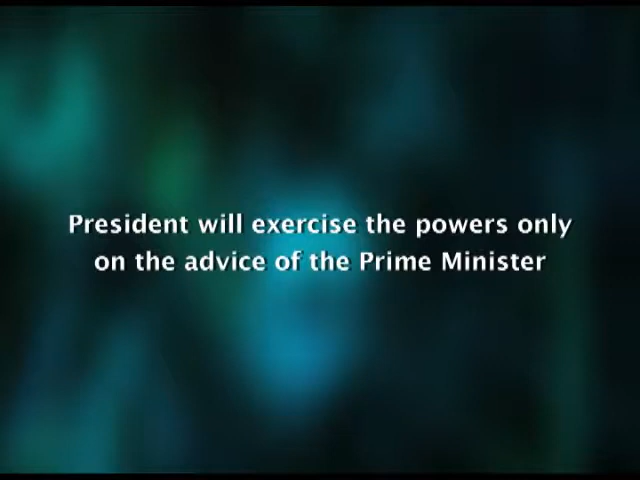 President will exercise the powers only
on the advice of the Prime Minister